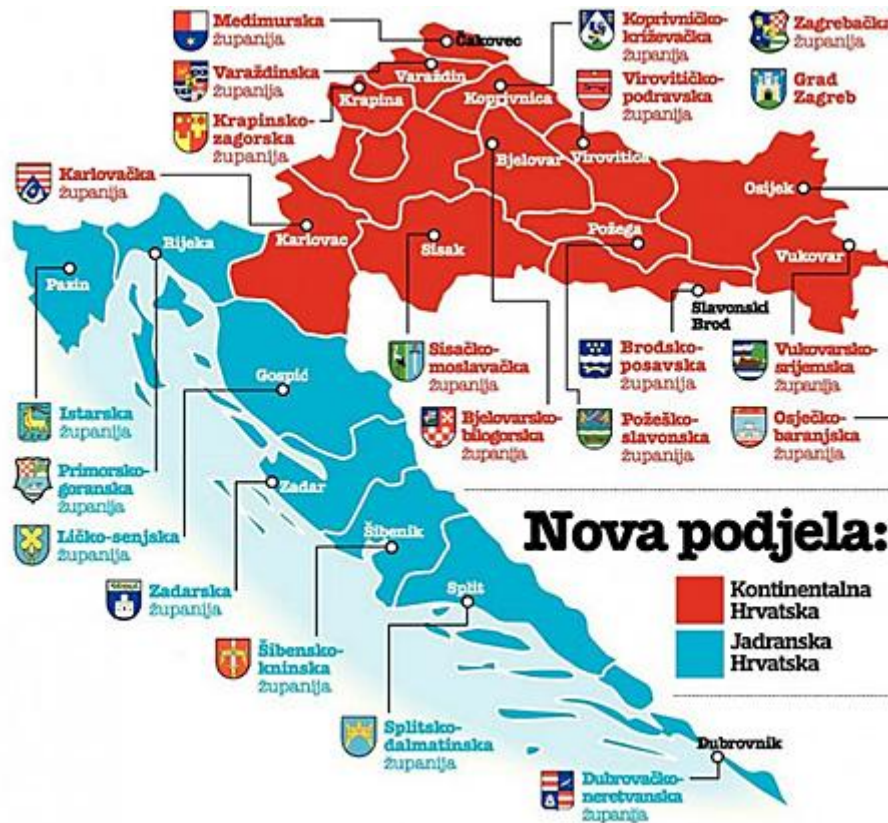 Međimurska
županija
Čakovec
Koprivničko-
križevačka
županija
Zagrebačka
županija
Varaždinska
županija
Varaždin
Krapina
Koprivnica
Virovitičko-
podravska
županija
Grad
Zagreb
Krapinsko-
zagorska
županija
Karlovačka
županija
Bjelovar
Virovitica
Osijek
Rijeka
Karlovac
Sisak
Požega
Vukovar
Pazin
Slavonski
Brod
Gospić
Sisačko-
moslavačka
županija
Brodsko-
posavska
županija
Vukovarsko-
srijemska
županija
Istarska
županija
Bjelovarsko-
bilogorska
županija
Požeško-
slavonska
županija
Osječko-
baranjska
županija
Primorsko-
goranska
županija
Zadar
Ličko-senjska
županija
Šibenik
Nova podjela:
Zadarska
županija
Split
Kontinentalna
Hrvatska
Jadranska
Hrvatska
Šibensko-
kninska
županija
Splitsko-
dalmatinska
županija
Dubrovnik
Dubrovačko-
neretvanska
županija